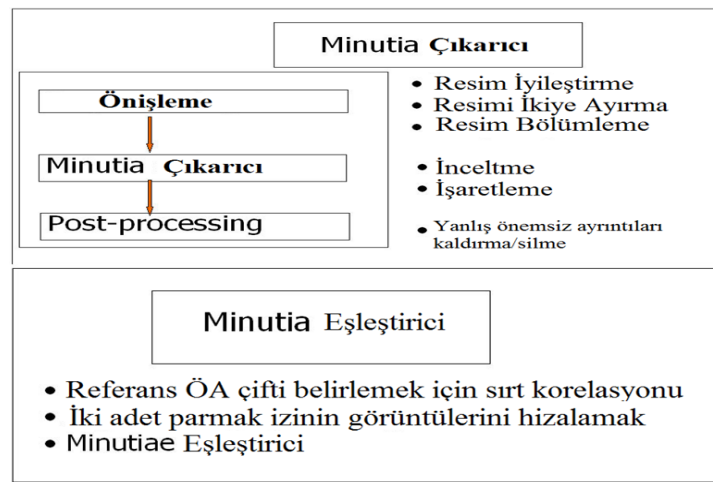 Minutia Çıkarıcı
Önişleme
Minutia Çıkarıcı
Post-processing
• Resim İyileştirme
• Resimi İkiye Ayırma
• Resim Bölümleme
• İnceltme
• İşaretleme
• Yanlış önemsiz ayrıntıları
kaldırma/silme
Minutia Eşleştirici
• Referans ÖA çifti belirlemek için sırt korelasyonu
• İki adet parmak izinin görüntülerini hizalamak
• Minutiae Eşleştirici